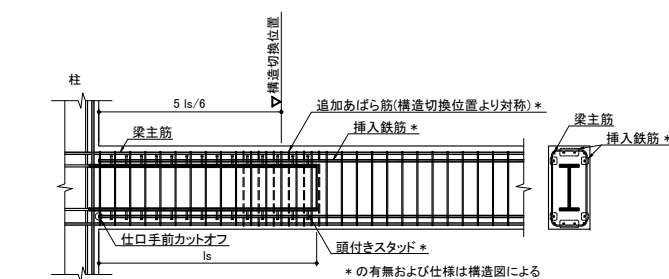 柱
5 ls/6
構造切換位置
追加あばら筋(構造切換位置より対称) *
梁主筋
挿入鉄筋 *
梁主筋
挿入鉄筋 *
仕口手前カットオフ
頭付きスタッド *
ls
* の有無および仕様は構造図による